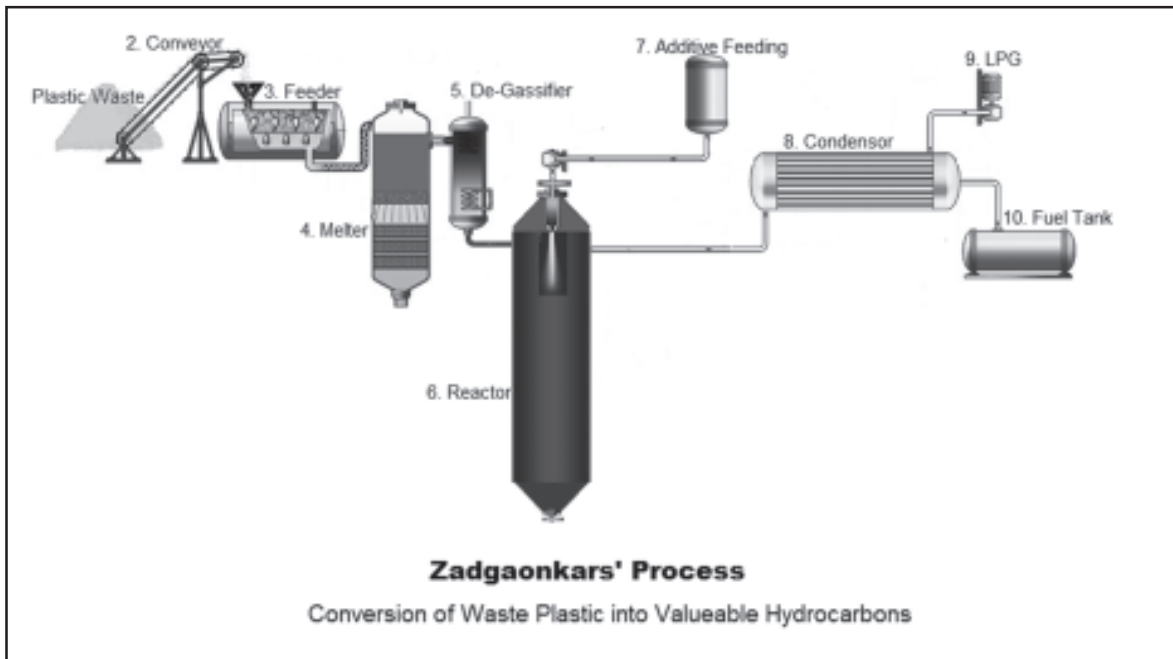 2. Conveyor
Plastic Waste
3. Feeder
4. Melter
5. De-Gassifier
6. Reactor
7. Additive Feeding
8. Condensor
9. LPG
10. Fuel Tank
Zadgaonkars' Process
Conversion of Waste Plastic into Valueable Hydrocarbons